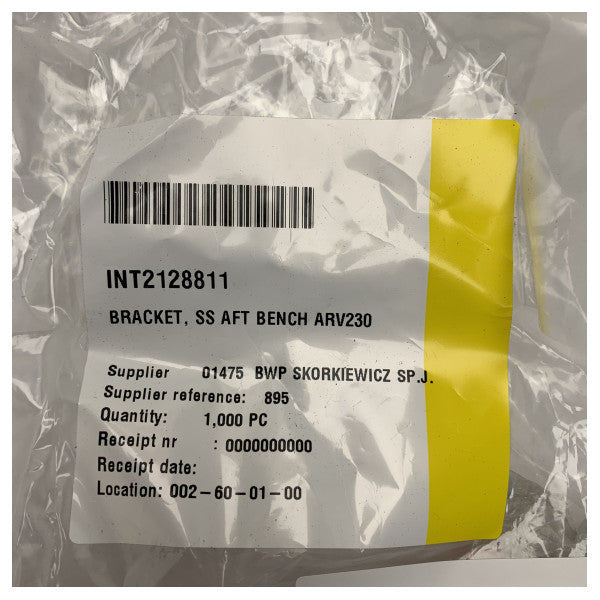 INT2128811
BRACKET, SS AFT BENCH ARV230
Supplier 01475 BWP SKORKIEWICZ SP.J.
Supplier reference: 895
Quantity: 1,000 PC
Receipt nr : 0000000000
Receipt date:
Location: 002-60-01-00